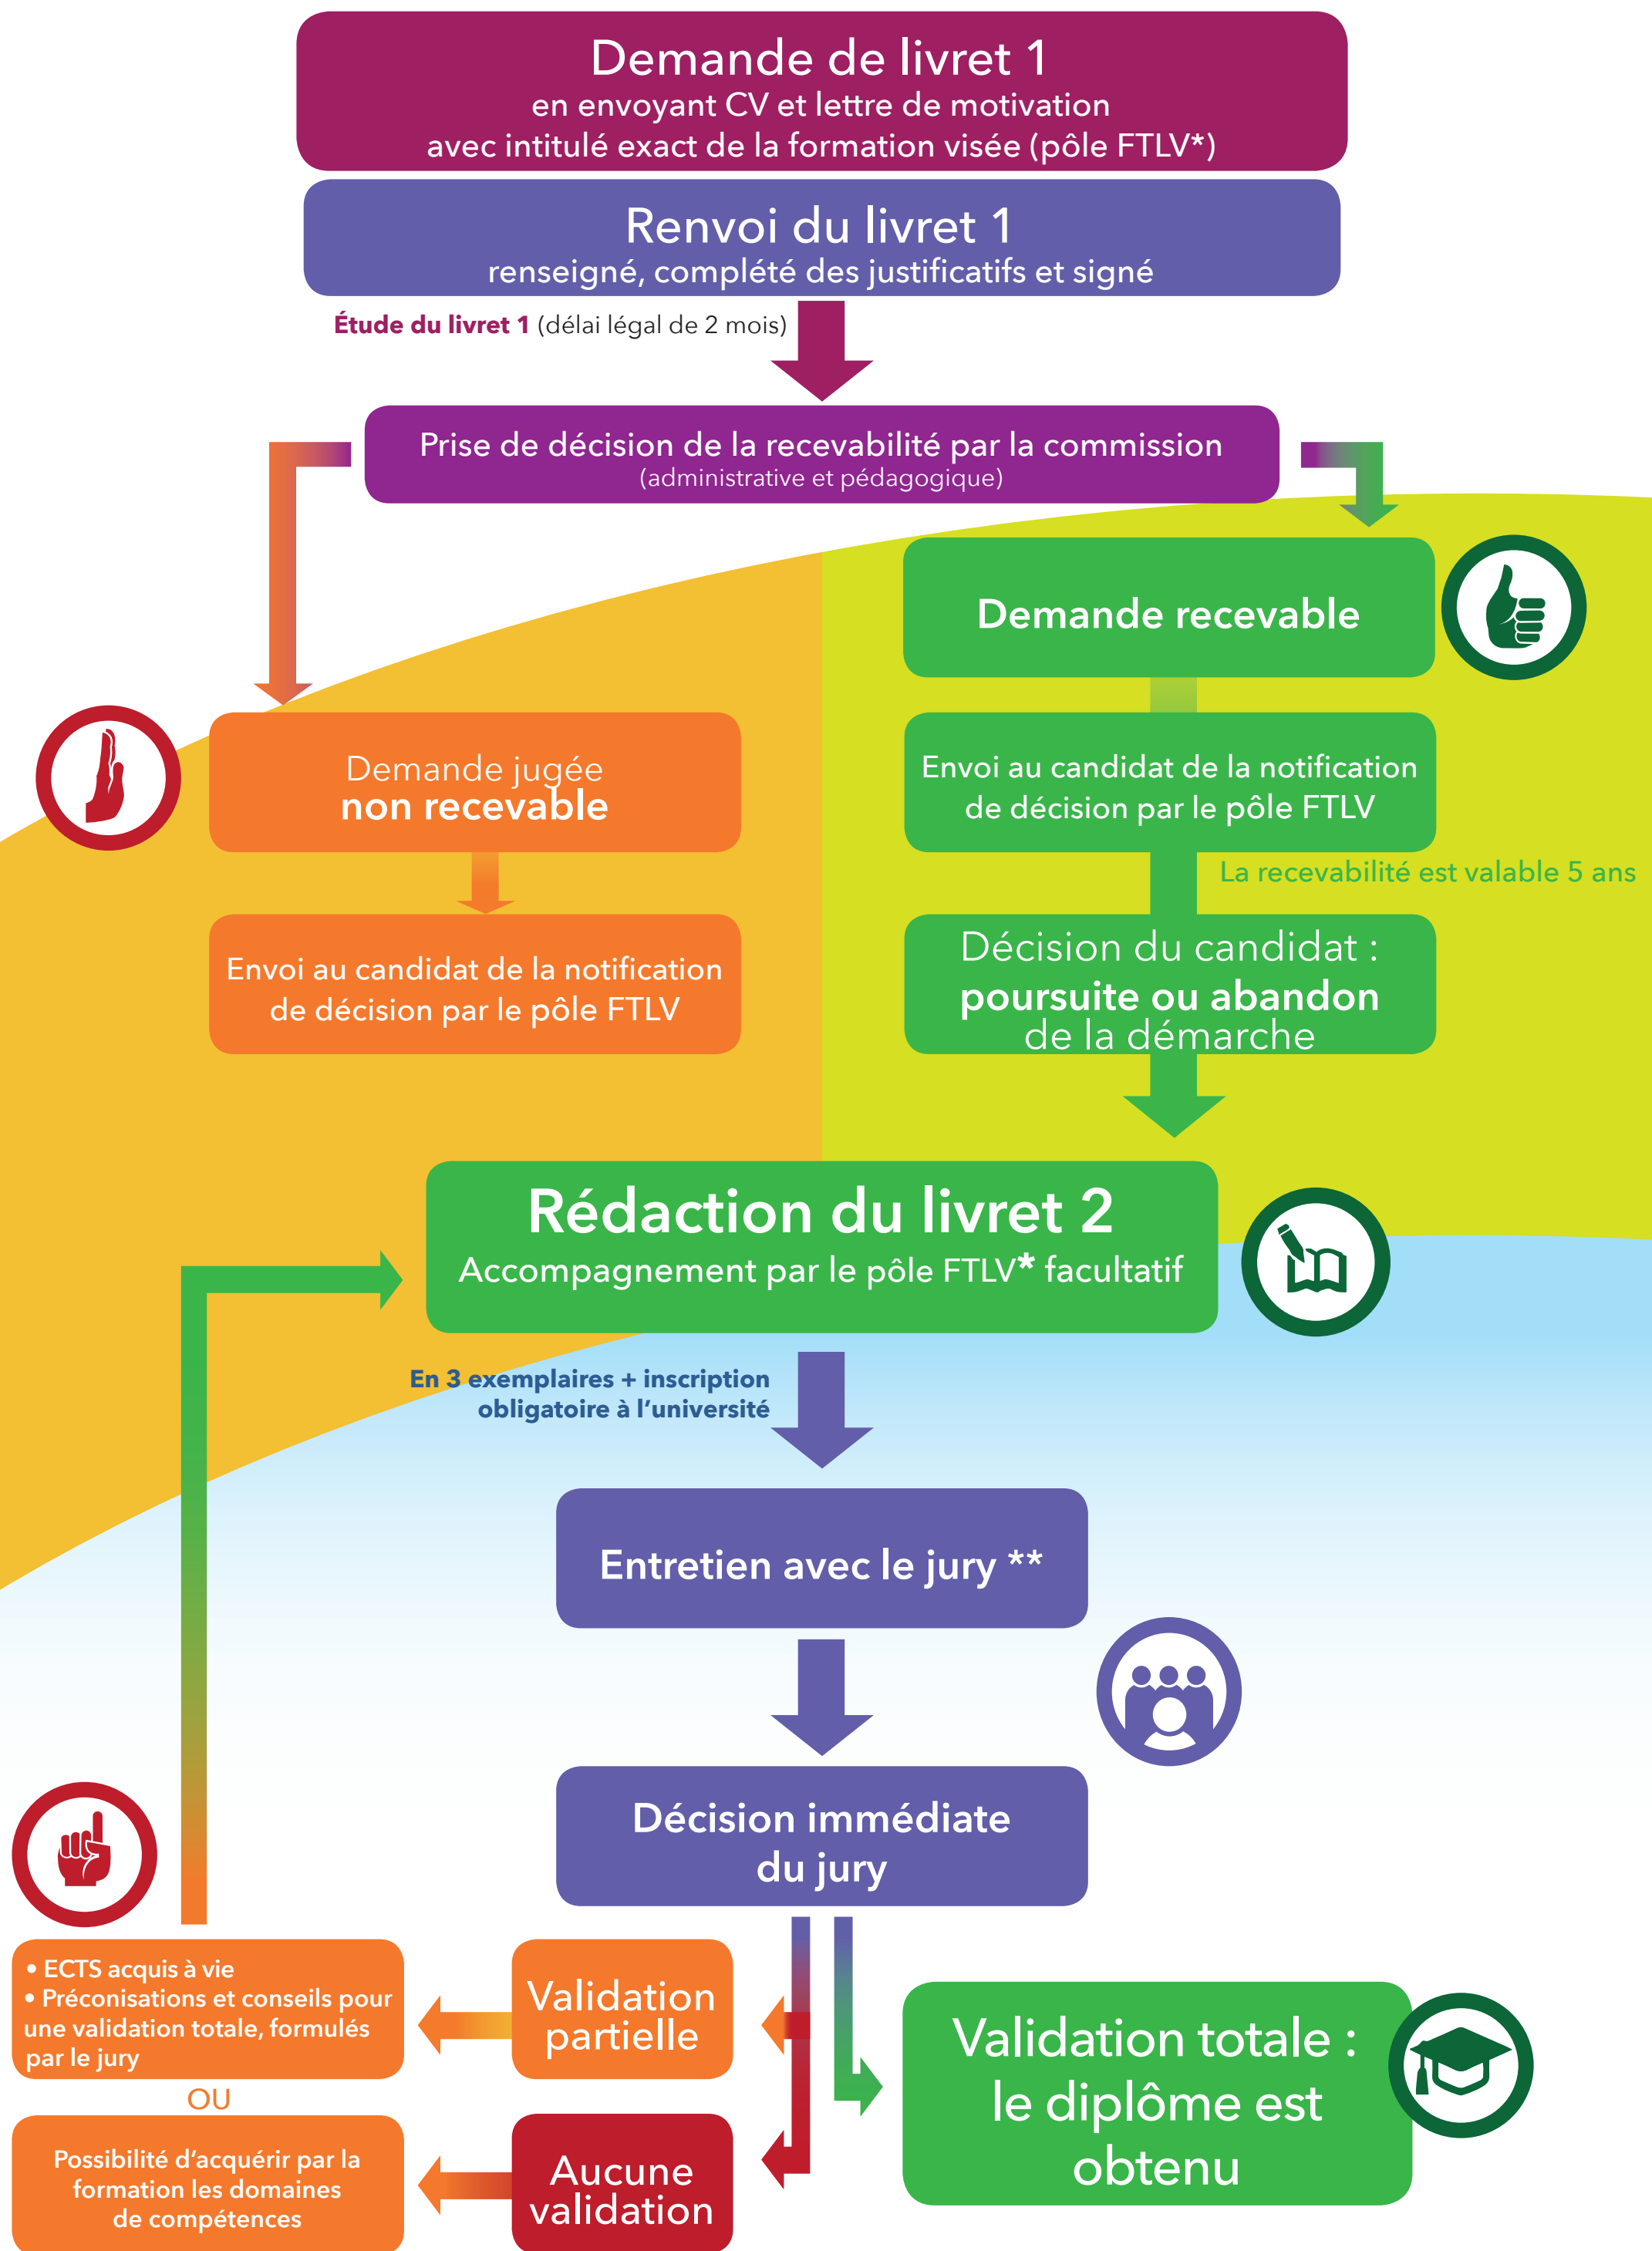 Demande de livret 1
en envoyant CV et lettre de motivation
avec intitulé exact de la formation visée (pôle FTLV*)
Renvoi du livret 1
renseigné, complété des justificatifs et signé
Étude du livret 1 (délai légal de 2 mois)
Prise de décision de la recevabilité par la commission
(administrative et pédagogique)
Demande recevable
Demande jugée
non recevable
Envoi au candidat de la notification
de décision par le pôle FTLV
La recevabilité est valable 5 ans
Envoi au candidat de la notification
de décision par le pôle FTLV
Décision du candidat :
poursuite ou abandon
de la démarche
Rédaction du livret 2
Accompagnement par le pôle FTLV* facultatif
En 3 exemplaires + inscription
obligatoire à l'université
Entretien avec le jury **
Décision immédiate
du jury
• ECTS acquis à vie
• Préconisations et conseils pour
une validation totale, formulés
par le jury
Validation
partielle
Validation totale :
le diplôme est
obtenu
OU
Possibilité d'acquérir par la
formation les domaines
de compétences
Aucune
validation